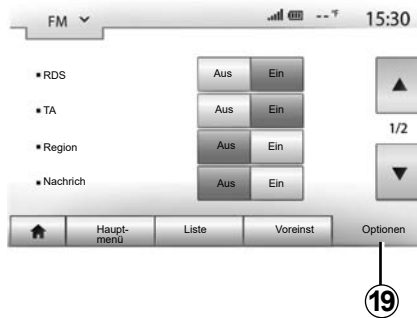 FM --°F 15:30
RDS Aus Ein
TA Aus Ein
1/2
Region Aus Ein
Nachrich Aus Ein
Haupt-
menü Liste Voreinst Optionen
19